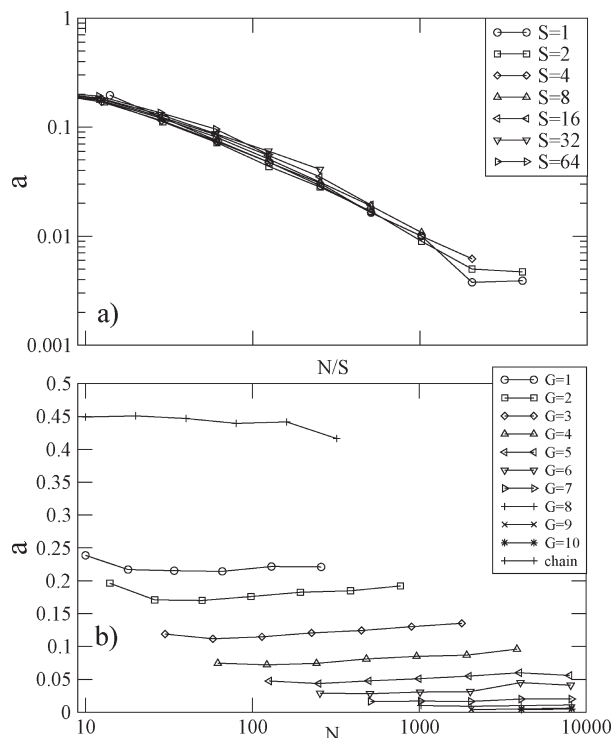 1
0.1
0.01
0.001
a
a)
S=1
S=2
S=4
S=8
S=16
S=32
S=64
N/S
0.5
0.45
0.4
0.35
0.3
0.25
0.2
0.15
0.1
0.05
0
a
b)
G=1
G=2
G=3
G=4
G=5
G=6
G=7
G=8
G=9
G=10
chain
10
100
1000
10000
N